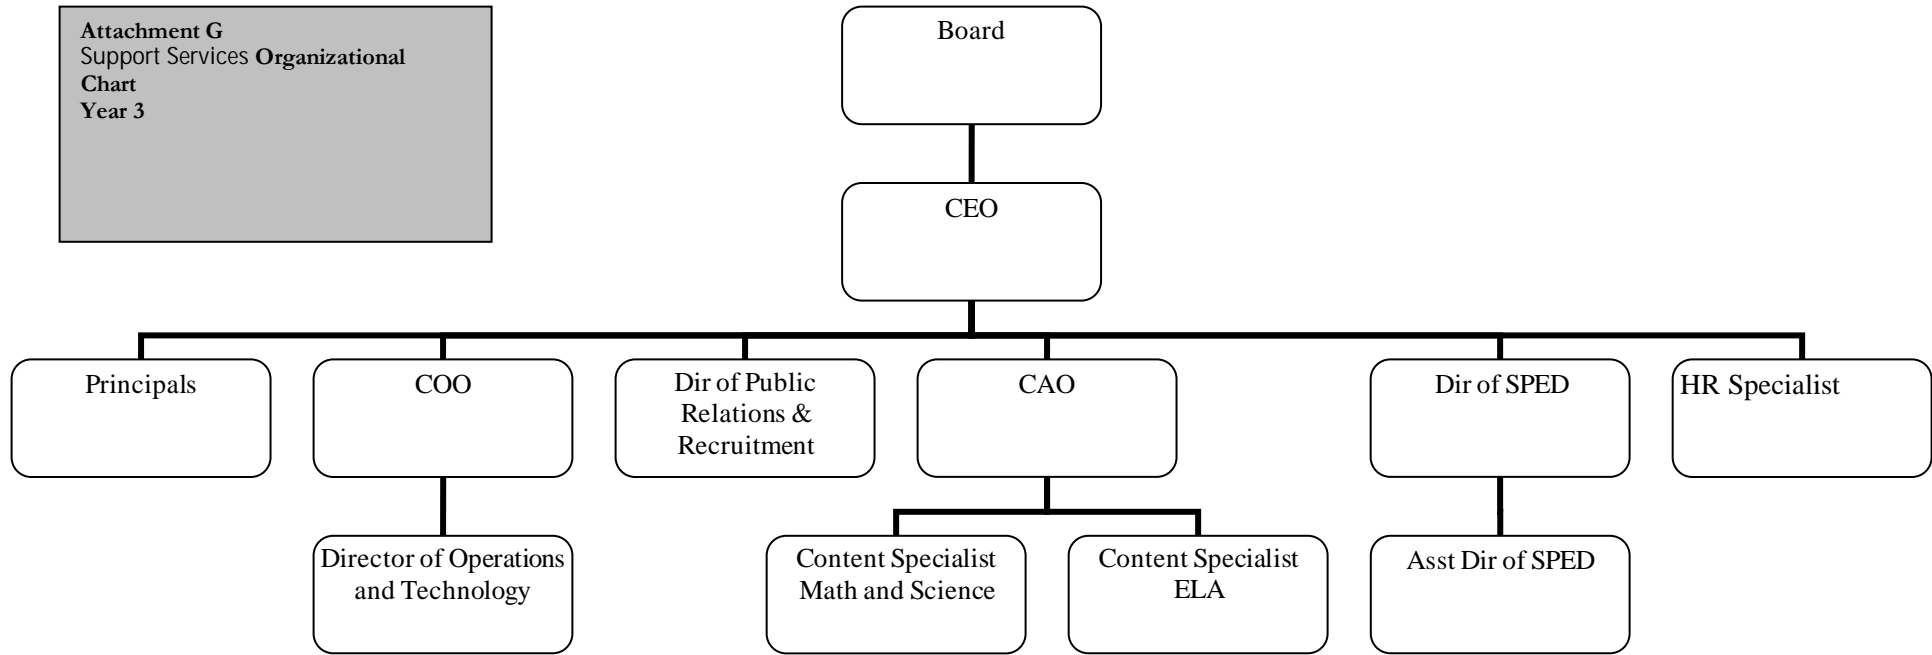 Attachment G
Support Services Organizational
Chart
Year 3
Board
CEO
Principals
COO
Dir of Public
Relations &
Recruitment
CAO
Dir of SPED
HR Specialist
Director of Operations
and Technology
Content Specialist
Math and Science
Content Specialist
ELA
Asst Dir of SPED